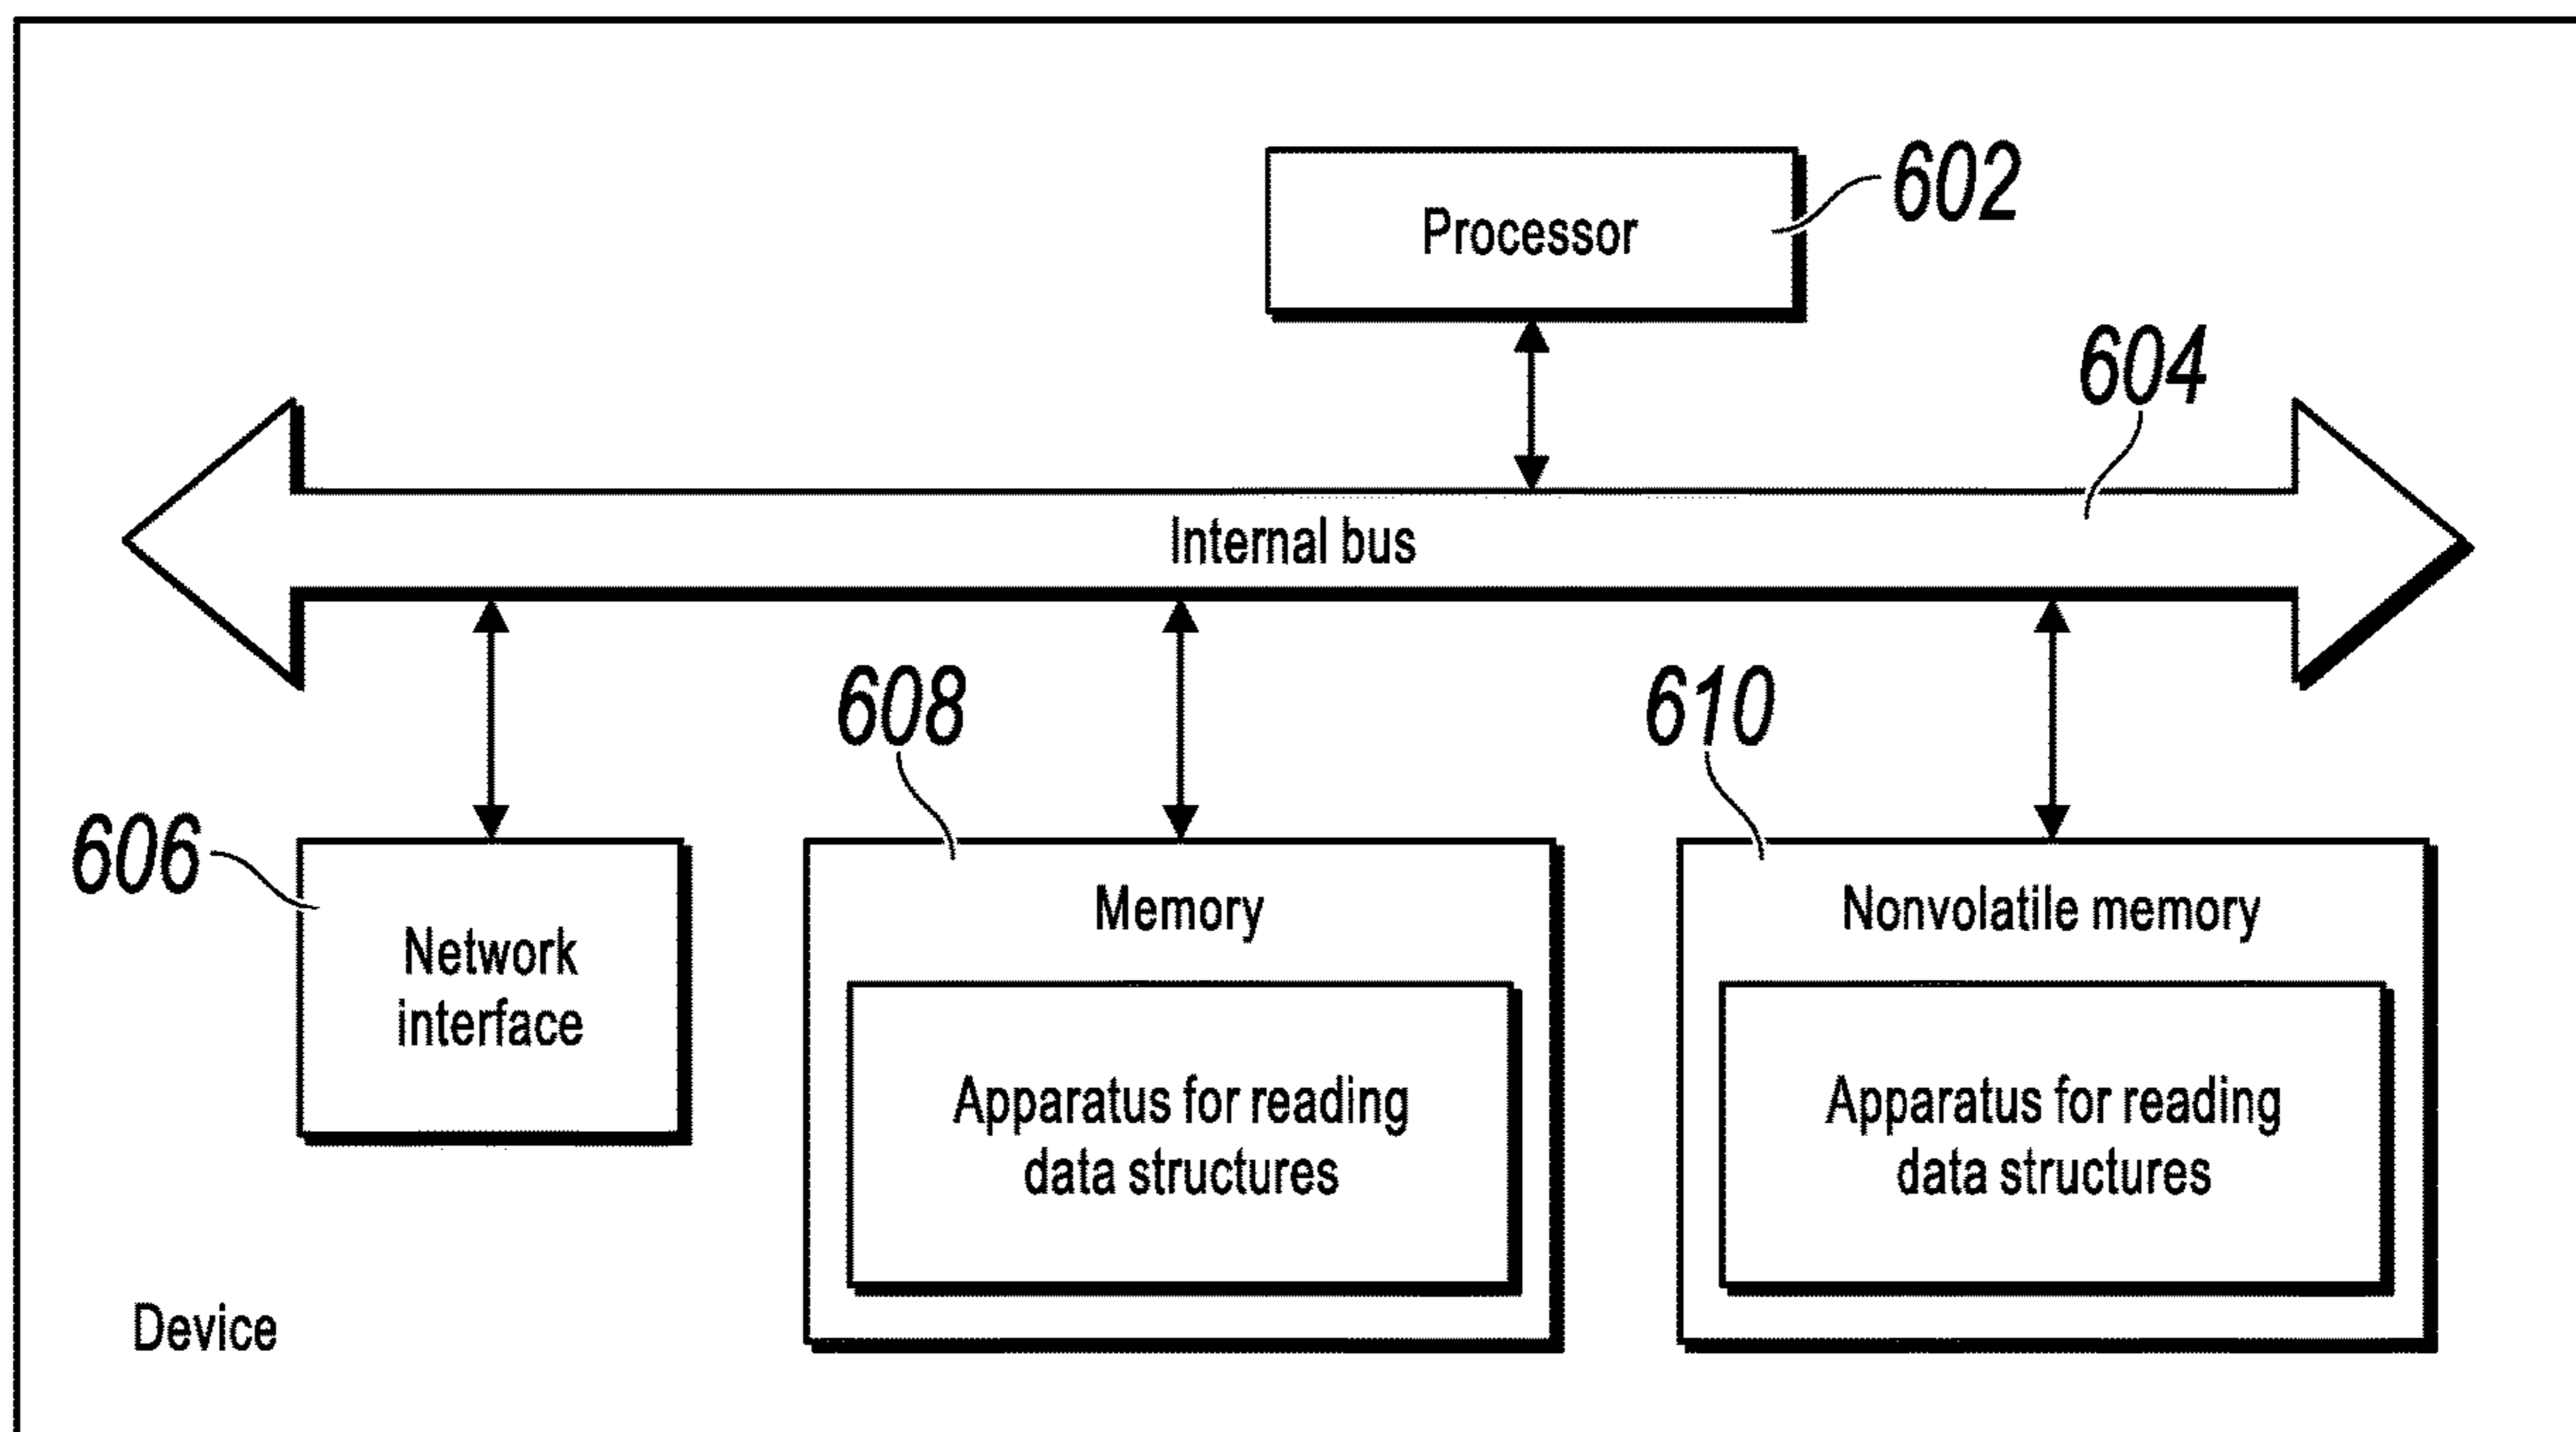 Processor
602
604
Internal bus
608
610
606
Network
interface
Memory
Apparatus for reading
data structures
Nonvolatile memory
Apparatus for reading
data structures
Device